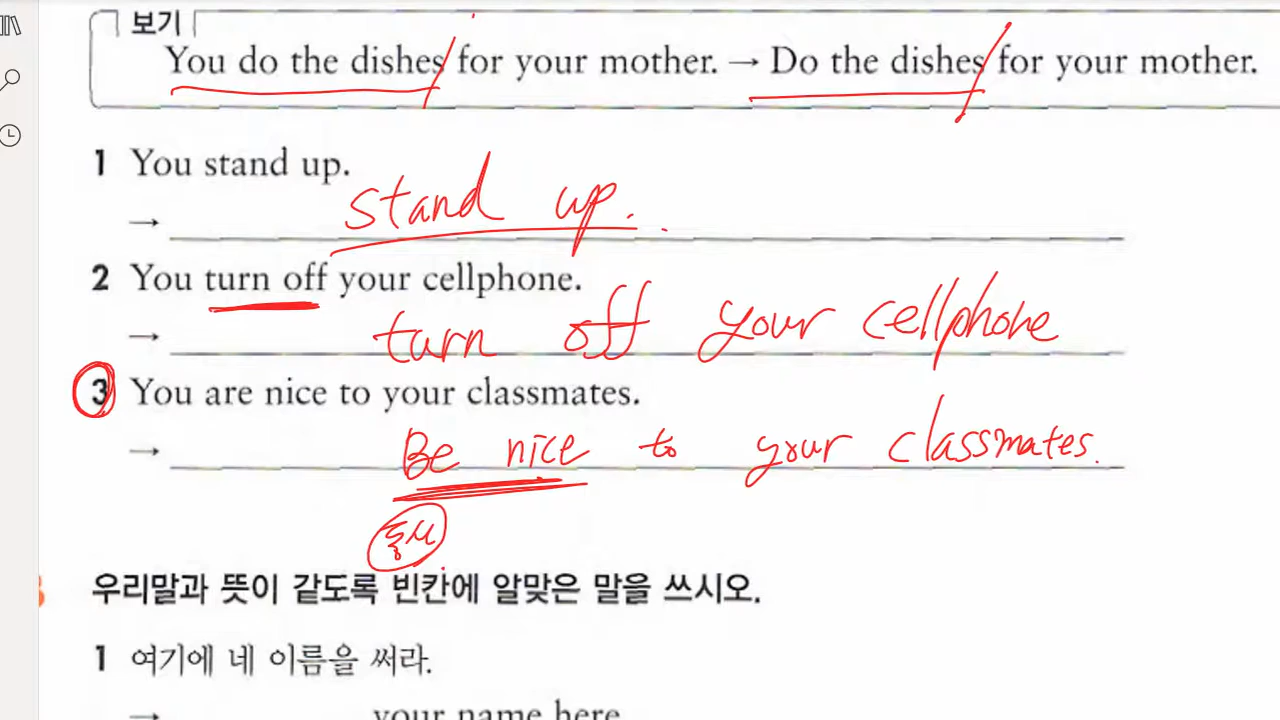 보기
You do the dishes for your mother. → Do the dishes for your mother.
1 You stand up.
→ stand up.
2 You turn off your cellphone.
→ turn off your cellphone
3 You are nice to your classmates.
→ Be nice to your classmates.
동사
우리말과 뜻이 같도록 빈칸에 알맞은 말을 쓰시오.
1 여기에 네 이름을 써라.
→ your name here